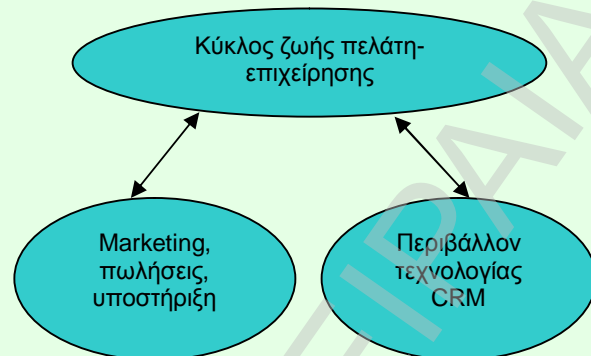 Κύκλος ζωής πελάτη-
επιχείρησης
Marketing,
πωλήσεις,
υποστήριξη
Περιβάλλον
τεχνολογίας
CRM